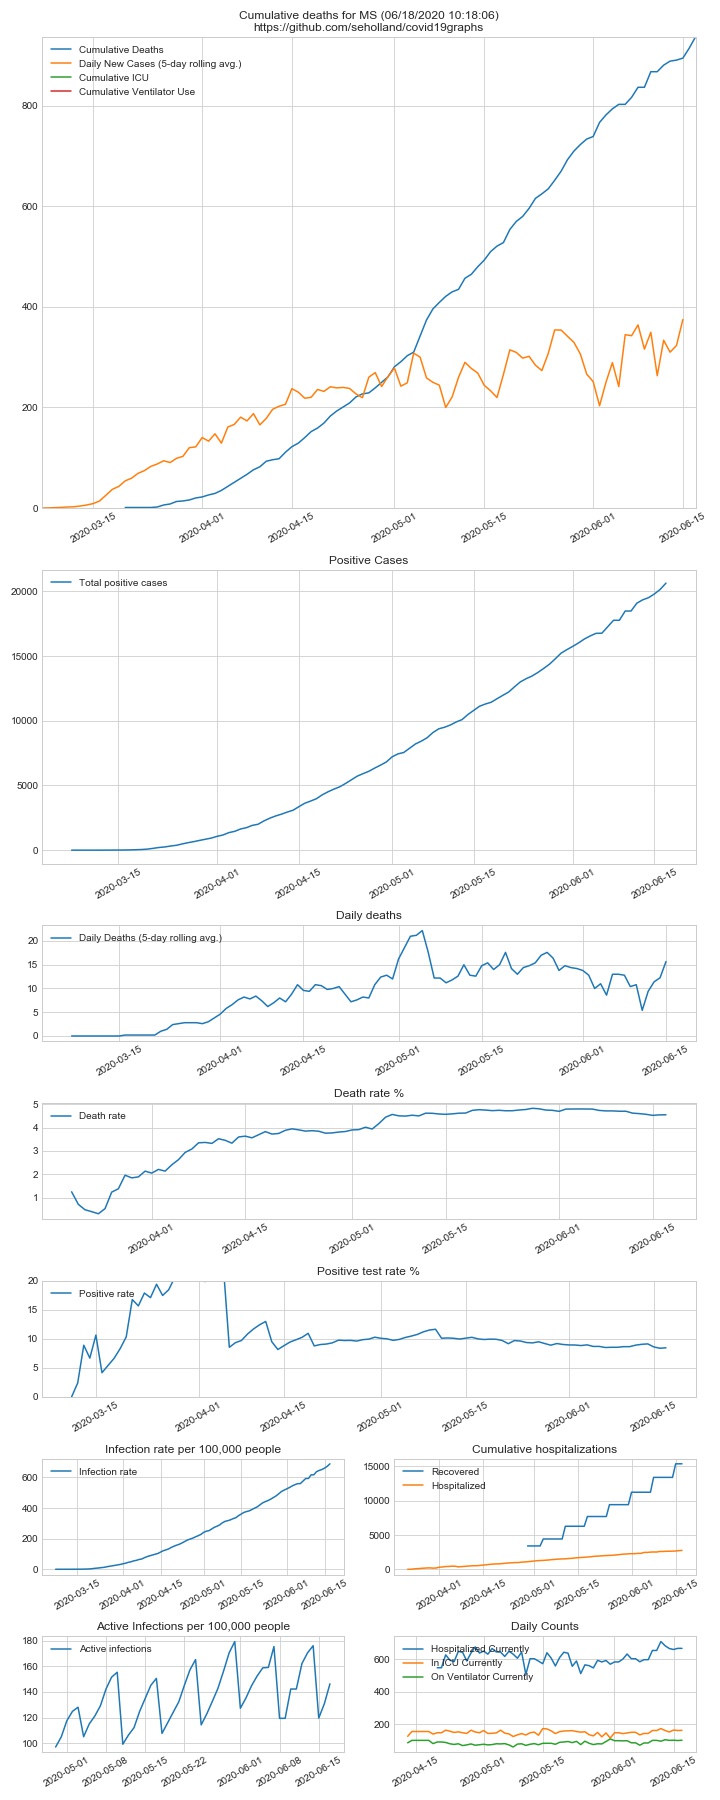 Cumulative deaths for MS (06/18/2020 10:18:06)
https://github.com/seholland/covid19graphs
Cumulative Deaths
Daily New Cases (5-day rolling avg.)
Cumulative ICU
Cumulative Ventilator Use
800
600
400
200
0
2020-03-15 2020-04-01 2020-04-15 2020-05-01 2020-05-15 2020-06-01 2020-06-15
Positive Cases
Total positive cases
20000
15000
10000
5000
0
2020-03-15 2020-04-01 2020-04-15 2020-05-01 2020-05-15 2020-06-01 2020-06-15
Daily deaths
Daily Deaths (5-day rolling avg.)
20
15
10
5
0
2020-03-15 2020-04-01 2020-04-15 2020-05-01 2020-05-15 2020-06-01 2020-06-15
Death rate %
Death rate
5
4
3
2
1
2020-04-01 2020-04-15 2020-05-01 2020-05-15 2020-06-01 2020-06-15
Positive test rate %
Positive rate
20
15
10
5
0
2020-03-15 2020-04-01 2020-04-15 2020-05-01 2020-05-15 2020-06-01 2020-06-15
Infection rate per 100,000 people
Infection rate
600
400
200
0
2020-03-15 2020-04-01 2020-04-15 2020-05-01 2020-05-15 2020-06-01 2020-06-15
Cumulative hospitalizations
Recovered
Hospitalized
15000
10000
5000
0
2020-04-01 2020-04-15 2020-05-01 2020-05-15 2020-06-01 2020-06-15
Active Infections per 100,000 people
Active infections
180
160
140
120
100
2020-05-01 2020-05-08 2020-05-15 2020-05-22 2020-06-01 2020-06-08 2020-06-15
Daily Counts
Hospitalized Currently
In ICU Currently
On Ventilator Currently
600
400
200
2020-04-15 2020-05-01 2020-05-15 2020-06-01 2020-06-15